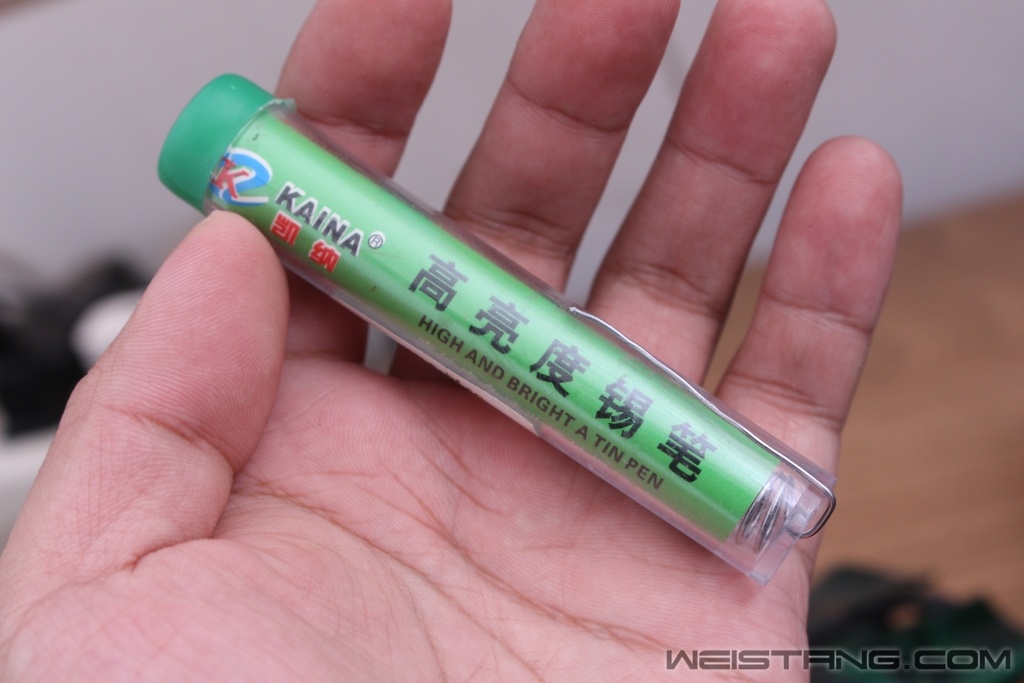 KAINA®
凯纳
高亮度锡笔
HIGH AND BRIGHT A TIN PEN
WEISTANG.COM